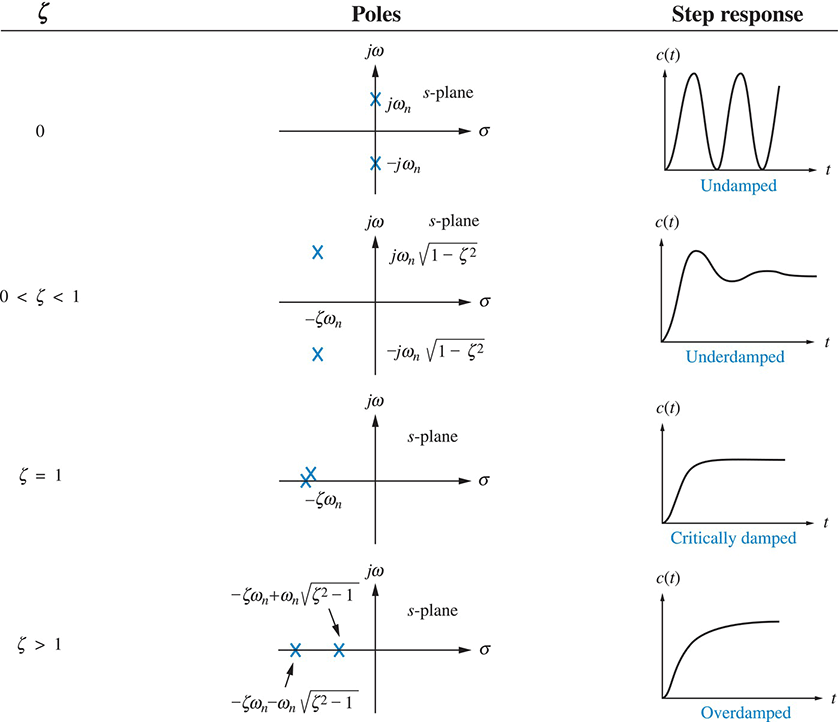 ζ Poles Step response
0
jω
s-plane
jωn
σ
−jωn
c(t)
t
Undamped
0 < ζ < 1
jω
s-plane
jωn√1 − ζ2
σ
−ζωn
−jωn √1 − ζ2
c(t)
t
Underdamped
ζ = 1
jω
s-plane
σ
−ζωn
c(t)
t
Critically damped
ζ > 1
jω
−ζωn+ωn√ζ2 − 1
s-plane
σ
−ζωn−ωn √ζ2 − 1
c(t)
t
Overdamped